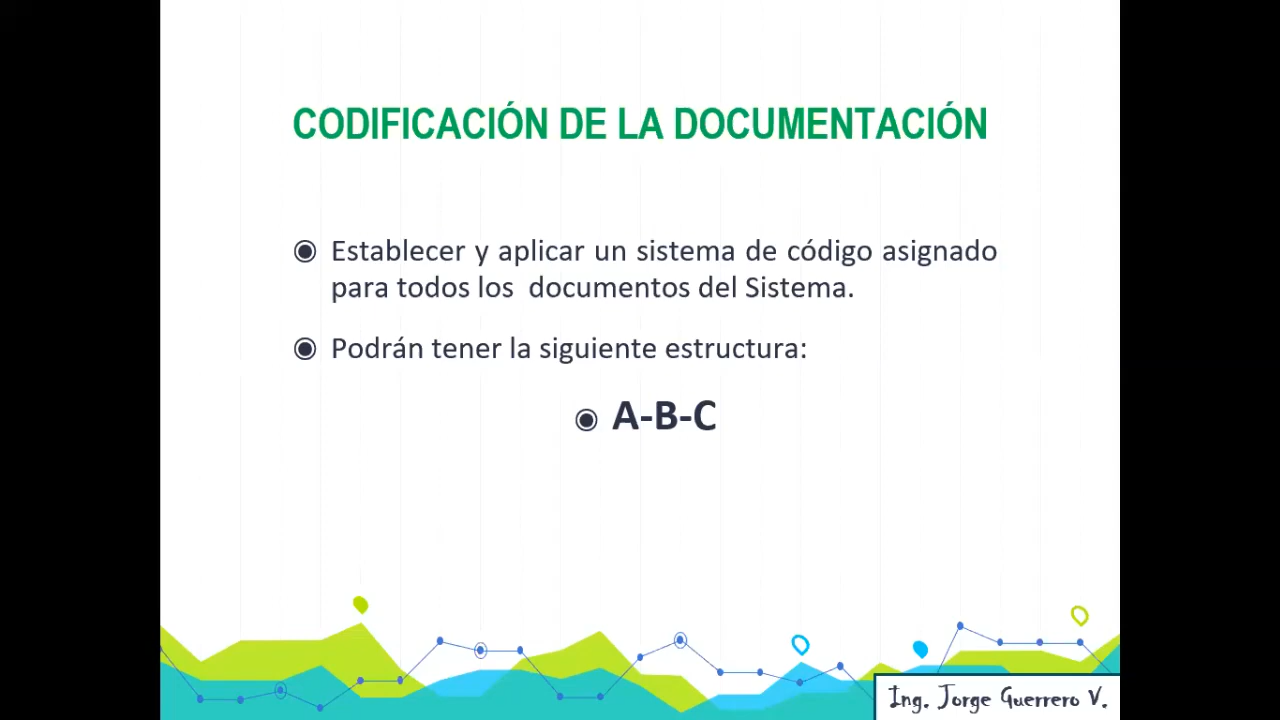 CODIFICACIÓN DE LA DOCUMENTACIÓN
Establecer y aplicar un sistema de código asignado
para todos los documentos del Sistema.
Podrán tener la siguiente estructura:
A-B-C
Ing. Jorge Guerrero V.